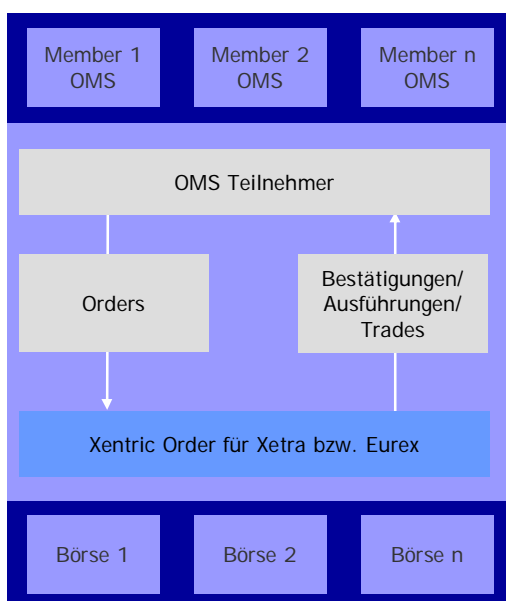 Member 1
OMS
Member 2
OMS
Member n
OMS
OMS Teilnehmer
Orders
Bestätigungen/
Ausführungen/
Trades
Xentric Order für Xetra bzw. Eurex
Börse 1
Börse 2
Börse n